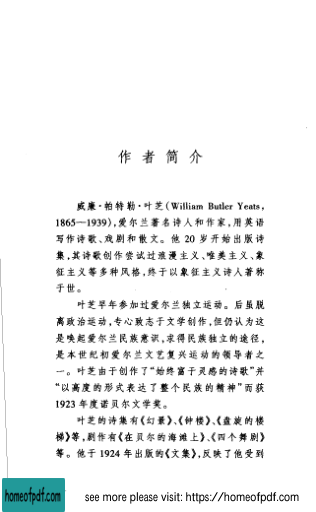 作者简介
威廉·帕特勒·叶芝(William Butler Yeats,
1865—1939),爱尔兰著名诗人和作家,用英语
写作诗歌、戏剧和散文。他 20 岁开始出版诗
集,其诗歌创作尝试过浪漫主义、唯美主义、象
征主义等多种风格,终于以象征主义诗人著称
于世。
叶芝早年参加过爱尔兰独立运动。后虽脱
离政治运动,专心致志于文学创作,但仍认为这
是唤起爱尔兰民族意识,求得民族独立的途径,
是本世纪初爱尔兰文艺复兴运动的领导者之
一。叶芝由于创作了“始终富于灵感的诗歌”并
“以高度的形式表达了整个民族的精神”而获
1923 年度诺贝尔文学奖。
叶芝的诗集有《幻景》、《钟楼》、《盘旋的楼
梯》等,剧作有《在贝尔的海滩上》、《四个舞剧》
等。他于 1924 年出版的《文集》,反映了他受到
homeofpdf.com
see more please visit: https://homeofpdf.com